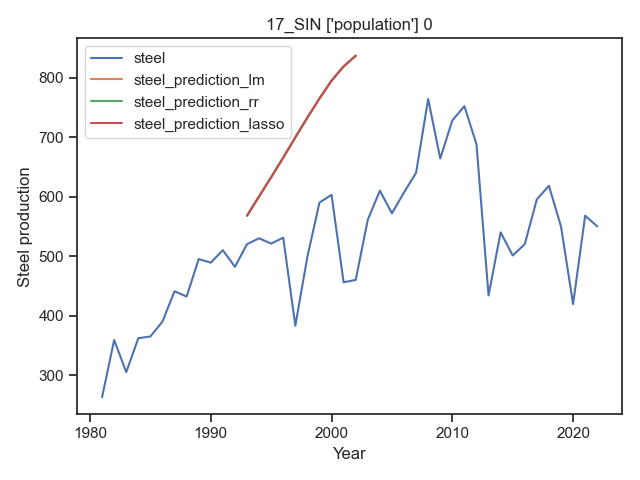 17_SIN ['population'] 0
steel
steel_prediction_lm
steel_prediction_rr
steel_prediction_lasso
Steel production
800
700
600
500
400
300
1980
1990
2000
2010
2020
Year